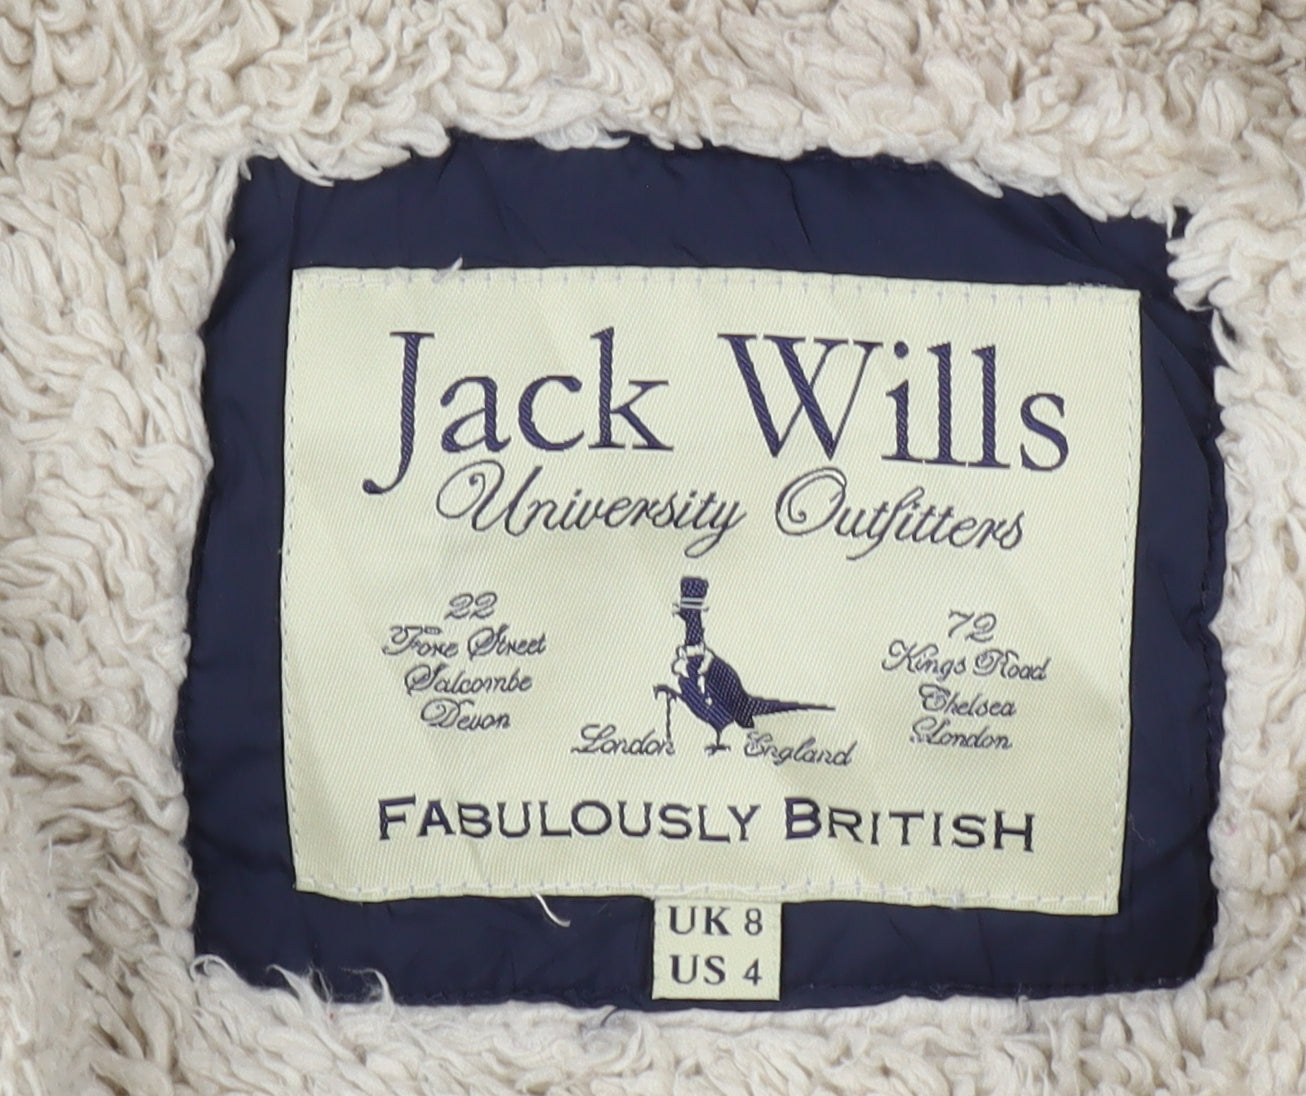 Jack Wills
University Outfitters
22
Fore Street
Salcombe
Devon
72
Kings Road
Chelsea
London
London England
FABULOUSLY BRITISH
UK 8
US 4